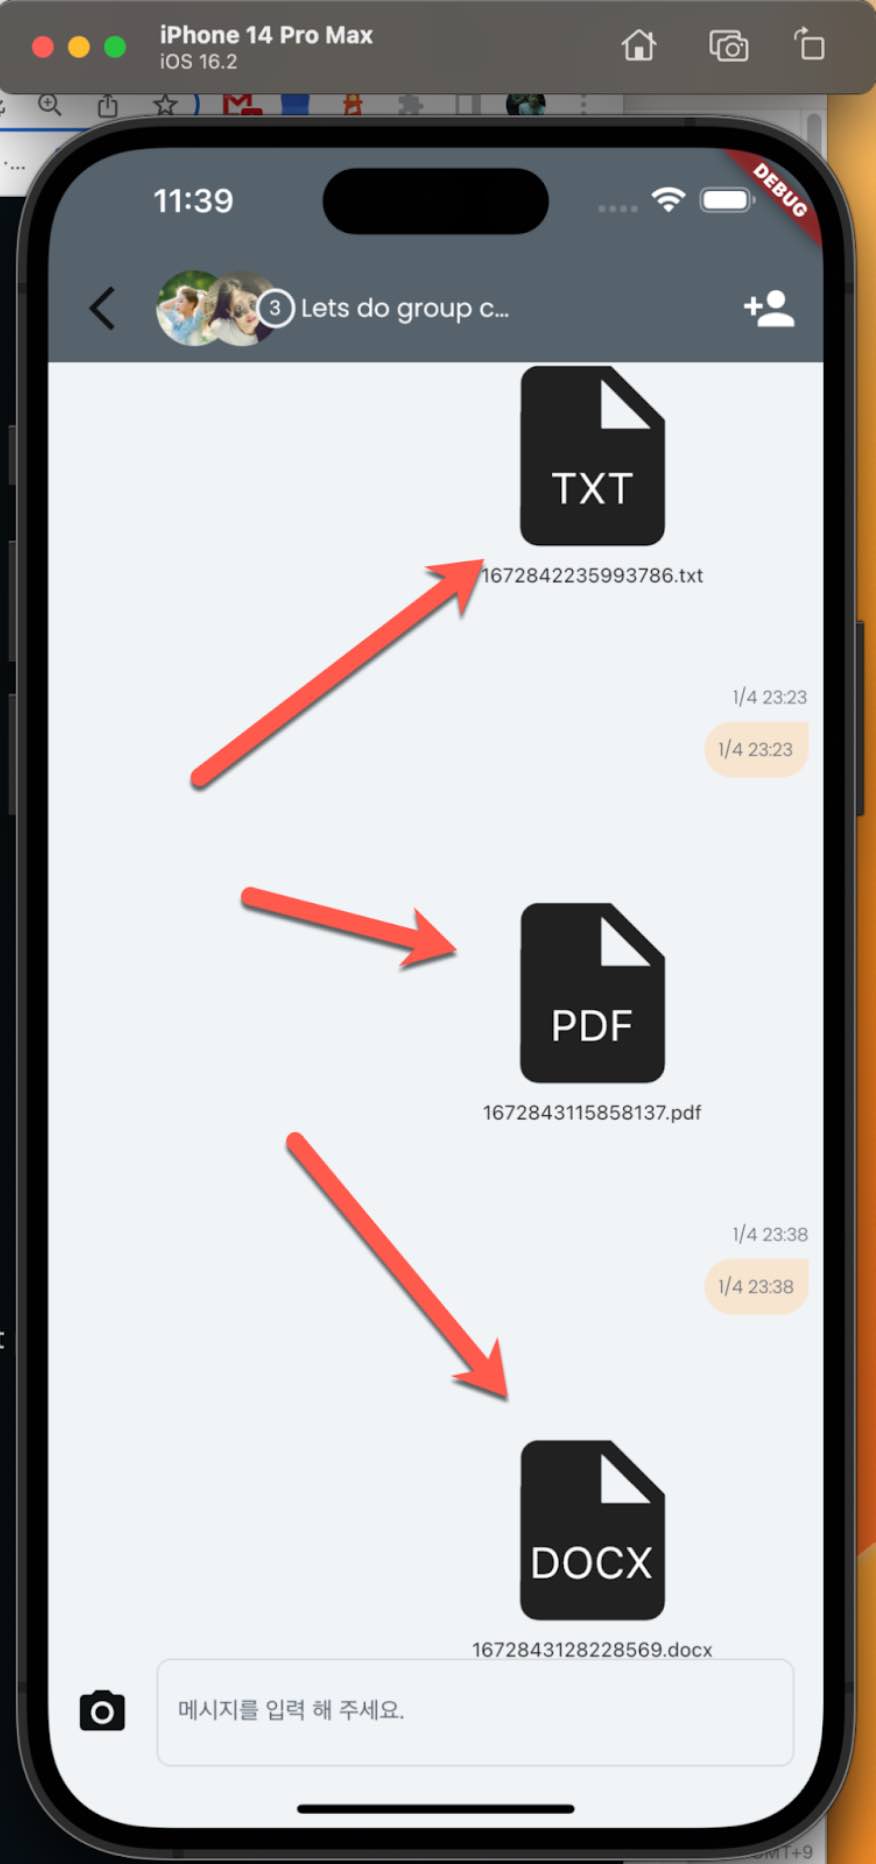 iPhone 14 Pro Max
iOS 16.2
11:39
DEBUG
3 Lets do group c...
TXT
1672842235993786.txt
1/4 23:23
1/4 23:23
PDF
1672843115858137.pdf
1/4 23:38
1/4 23:38
DOCX
1672843128228569.docx
메시지를 입력 해 주세요.